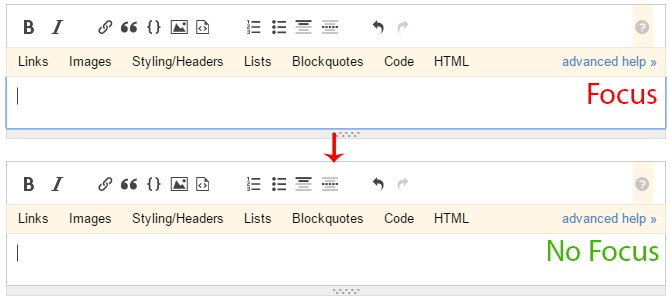 B I {} ?
Links Images Styling/Headers Lists Blockquotes Code HTML advanced help »
Focus
B I {} ?
Links Images Styling/Headers Lists Blockquotes Code HTML advanced help »
No Focus